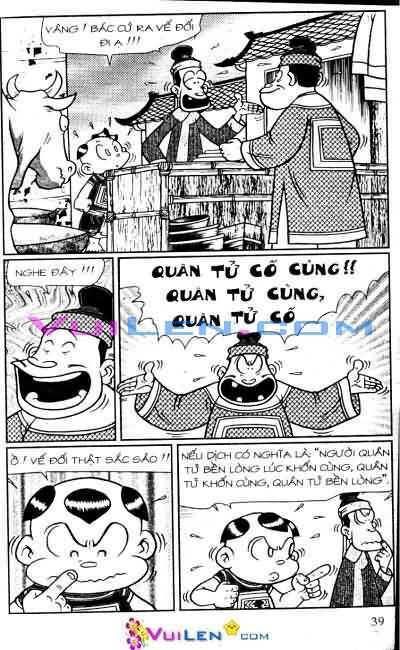 VÂNG ! BÁC CỨ RA VẾ ĐỐI
ĐI Ạ !!!
NGHE ĐÂY !!!
QUÂN TỬ CỐ CÙNG!!
QUÂN TỬ CÙNG,
QUÂN TỬ CỐ
VUILEN.COM
Ồ ! VẾ ĐỐI THẬT SẮC SẢO !!
NẾU DỊCH CÓ NGHĨA LÀ: "NGƯỜI QUÂN
TỬ BỀN LÒNG LÚC KHỐN CÙNG, QUÂN
TỬ KHỐN CÙNG, QUÂN TỬ BỀN LÒNG".
39
VUILEN.COM